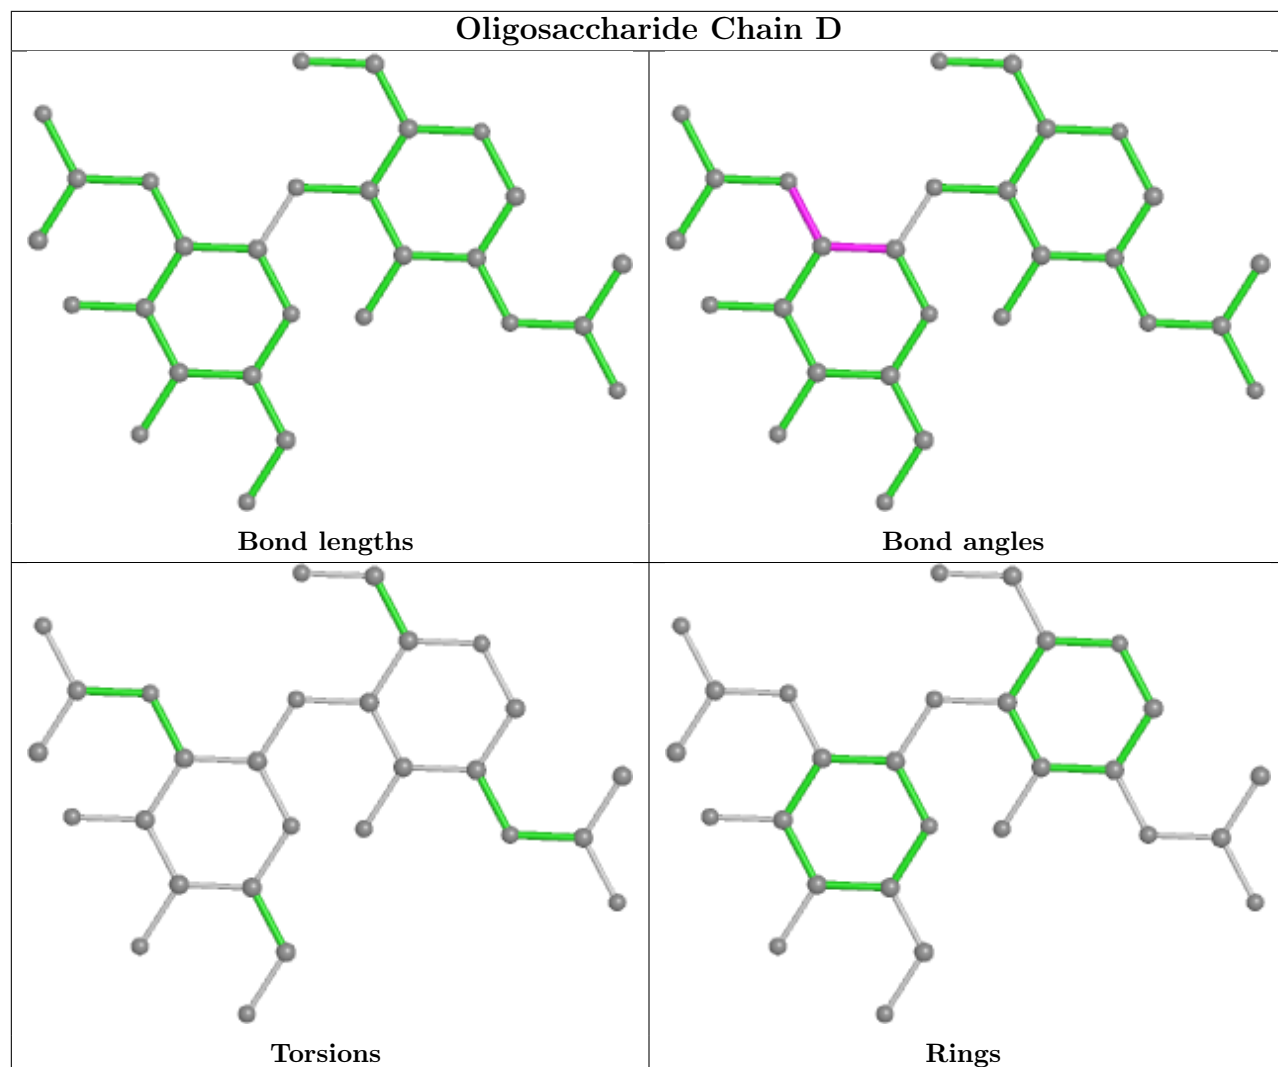 Oligosaccharide Chain D
Bond lengths
Bond angles
Torsions
Rings